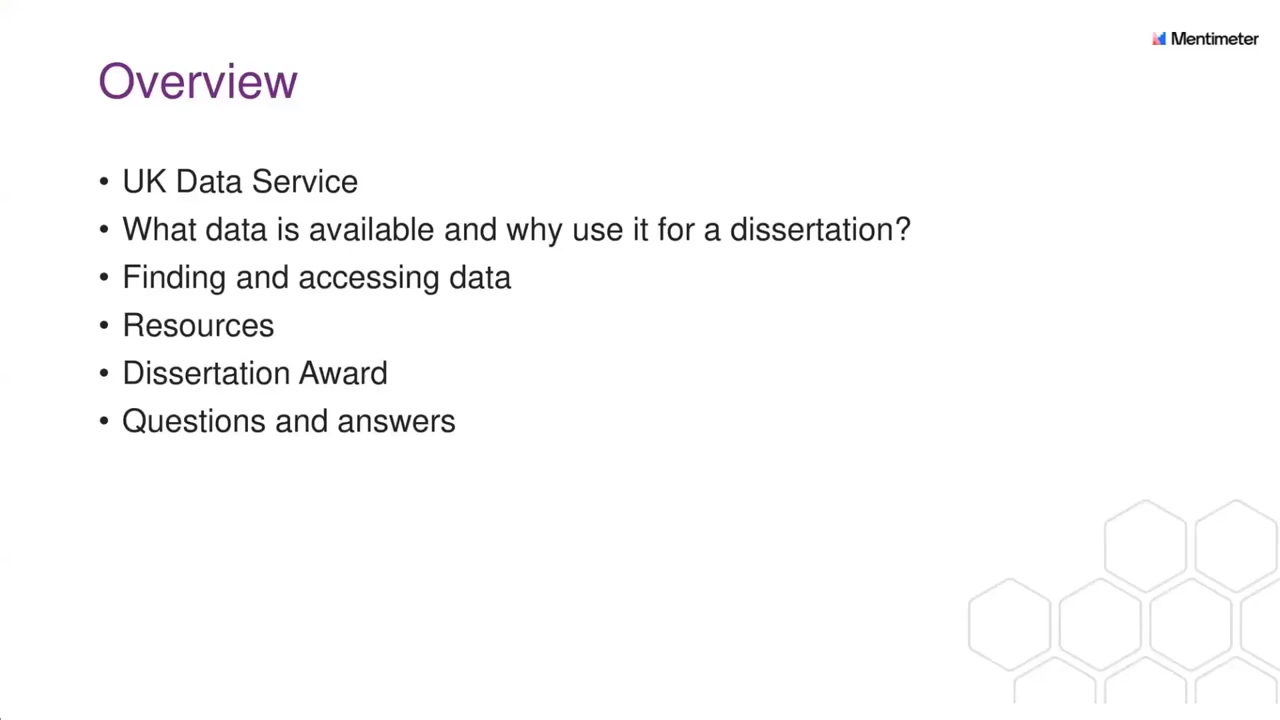 Mentimeter
Overview
• UK Data Service
• What data is available and why use it for a dissertation?
• Finding and accessing data
• Resources
• Dissertation Award
• Questions and answers